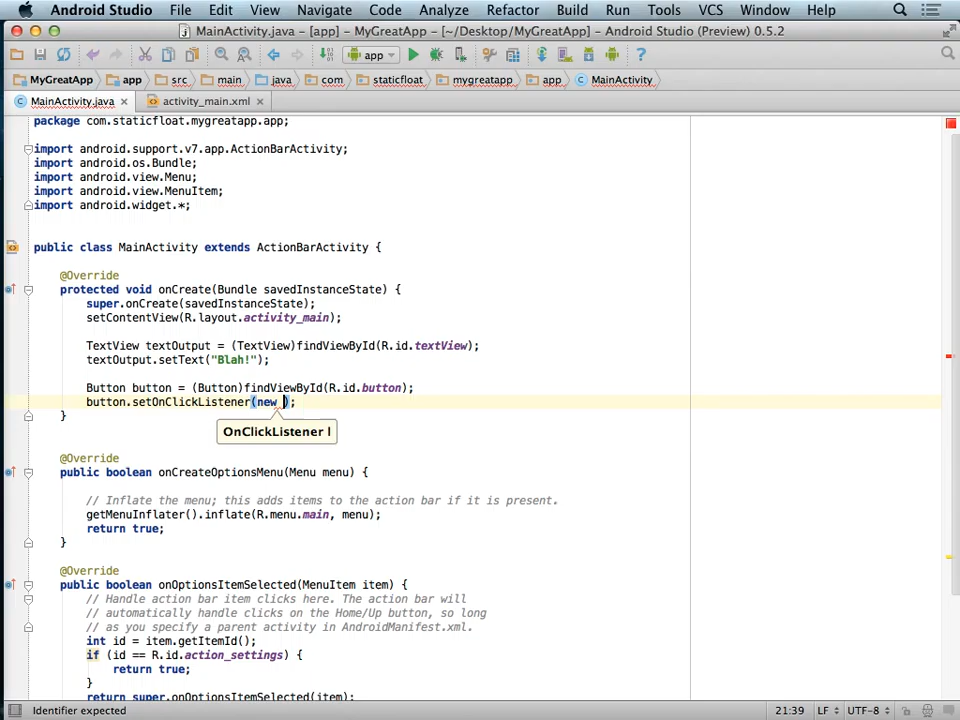 Android Studio File Edit View Navigate Code Analyze Refactor Build Run Tools VCS Window Help
MainActivity.java - [app] - MyGreatApp - [~/Desktop/MyGreatApp] - Android Studio (Preview) 0.5.2
app
MyGreatApp app src main java com staticfloat mygreatapp app MainActivity
MainActivity.java activity_main.xml
package com.staticfloat.mygreatapp.app;
import android.support.v7.app.ActionBarActivity;
import android.os.Bundle;
import android.view.Menu;
import android.view.MenuItem;
import android.widget.*;
public class MainActivity extends ActionBarActivity {
@Override
protected void onCreate(Bundle savedInstanceState) {
super.onCreate(savedInstanceState);
setContentView(R.layout.activity_main);
TextView textOutput = (TextView)findViewById(R.id.textView);
textOutput.setText("Blah!");
Button button = (Button)findViewById(R.id.button);
button.setOnClickListener(new );
}
OnClickListener l
@Override
public boolean onCreateOptionsMenu(Menu menu) {
// Inflate the menu; this adds items to the action bar if it is present.
getMenuInflater().inflate(R.menu.main, menu);
return true;
}
@Override
public boolean onOptionsItemSelected(MenuItem item) {
// Handle action bar item clicks here. The action bar will
// automatically handle clicks on the Home/Up button, so long
// as you specify a parent activity in AndroidManifest.xml.
int id = item.getItemId();
if (id == R.id.action_settings) {
return true;
}
return super.onOptionsItemSelected(item);
Identifier expected 21:39 LF UTF-8